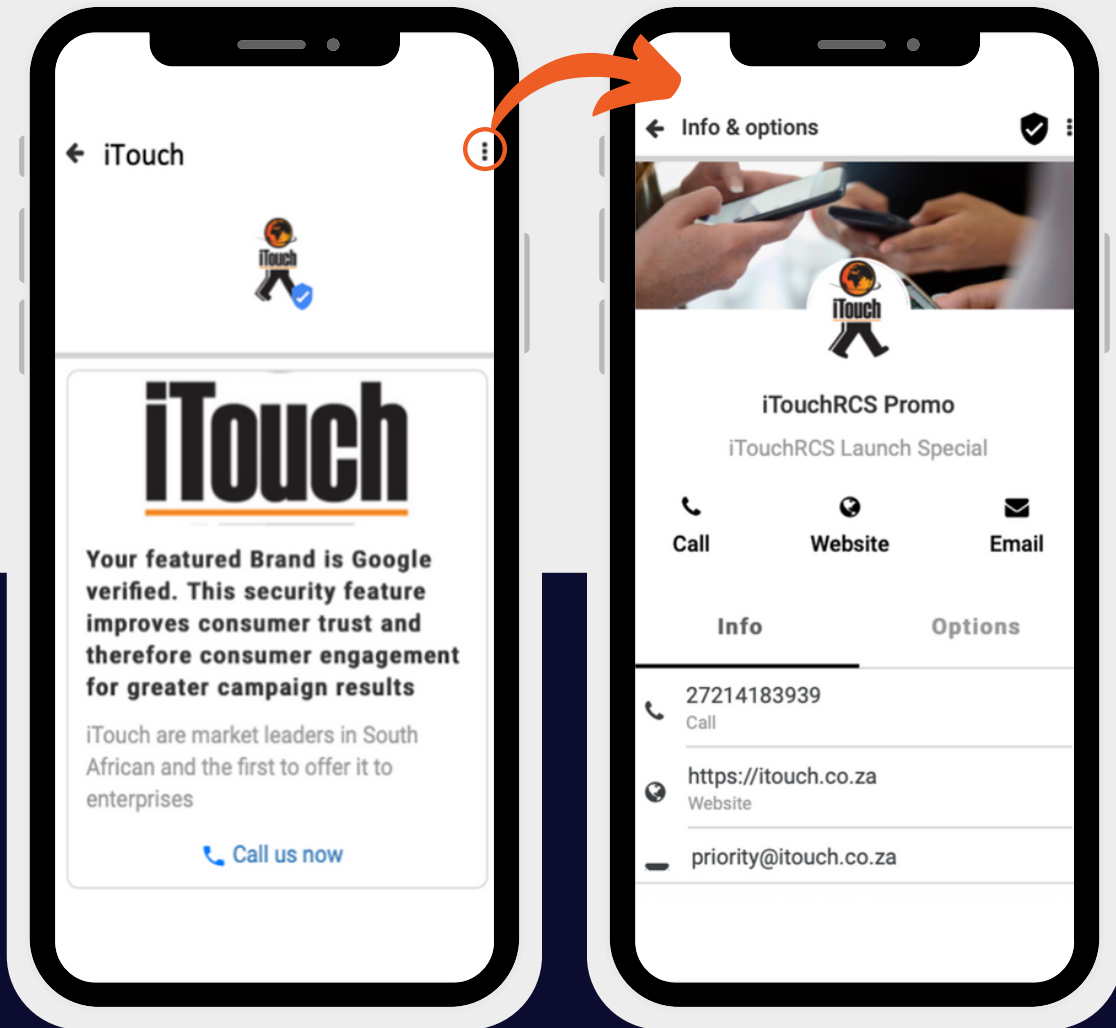 iTouch
iTouch
iTouch
Your featured Brand is Google
verified. This security feature
improves consumer trust and
therefore consumer engagement
for greater campaign results
iTouch are market leaders in South
African and the first to offer it to
enterprises
Call us now
Info & options
iTouch
iTouchRCS Promo
iTouchRCS Launch Special
Call Website Email
Info Options
27214183939
Call
https://itouch.co.za
Website
priority@itouch.co.za